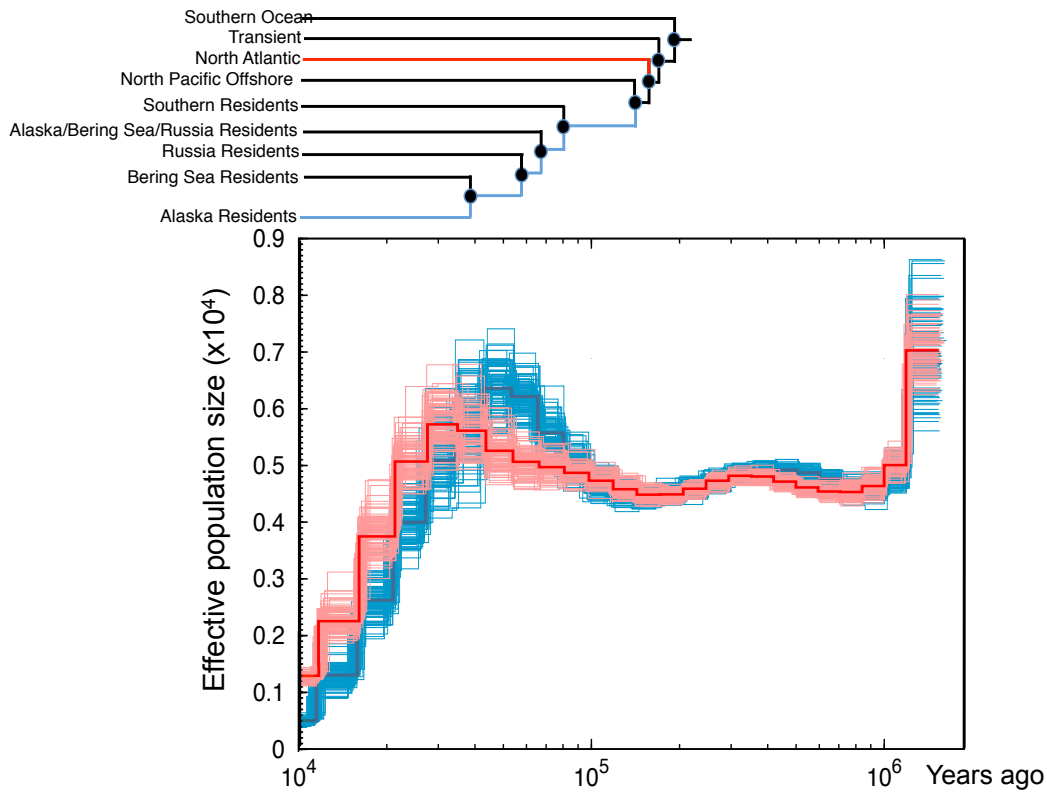 Southern Ocean
Transient
North Atlantic
North Pacific Offshore
Southern Residents
Alaska/Bering Sea/Russia Residents
Russia Residents
Bering Sea Residents
Alaska Residents
Effective population size (x10⁴)
0.9
0.8
0.7
0.6
0.5
0.4
0.3
0.2
0.1
0
10⁴ 10⁵ 10⁶ Years ago